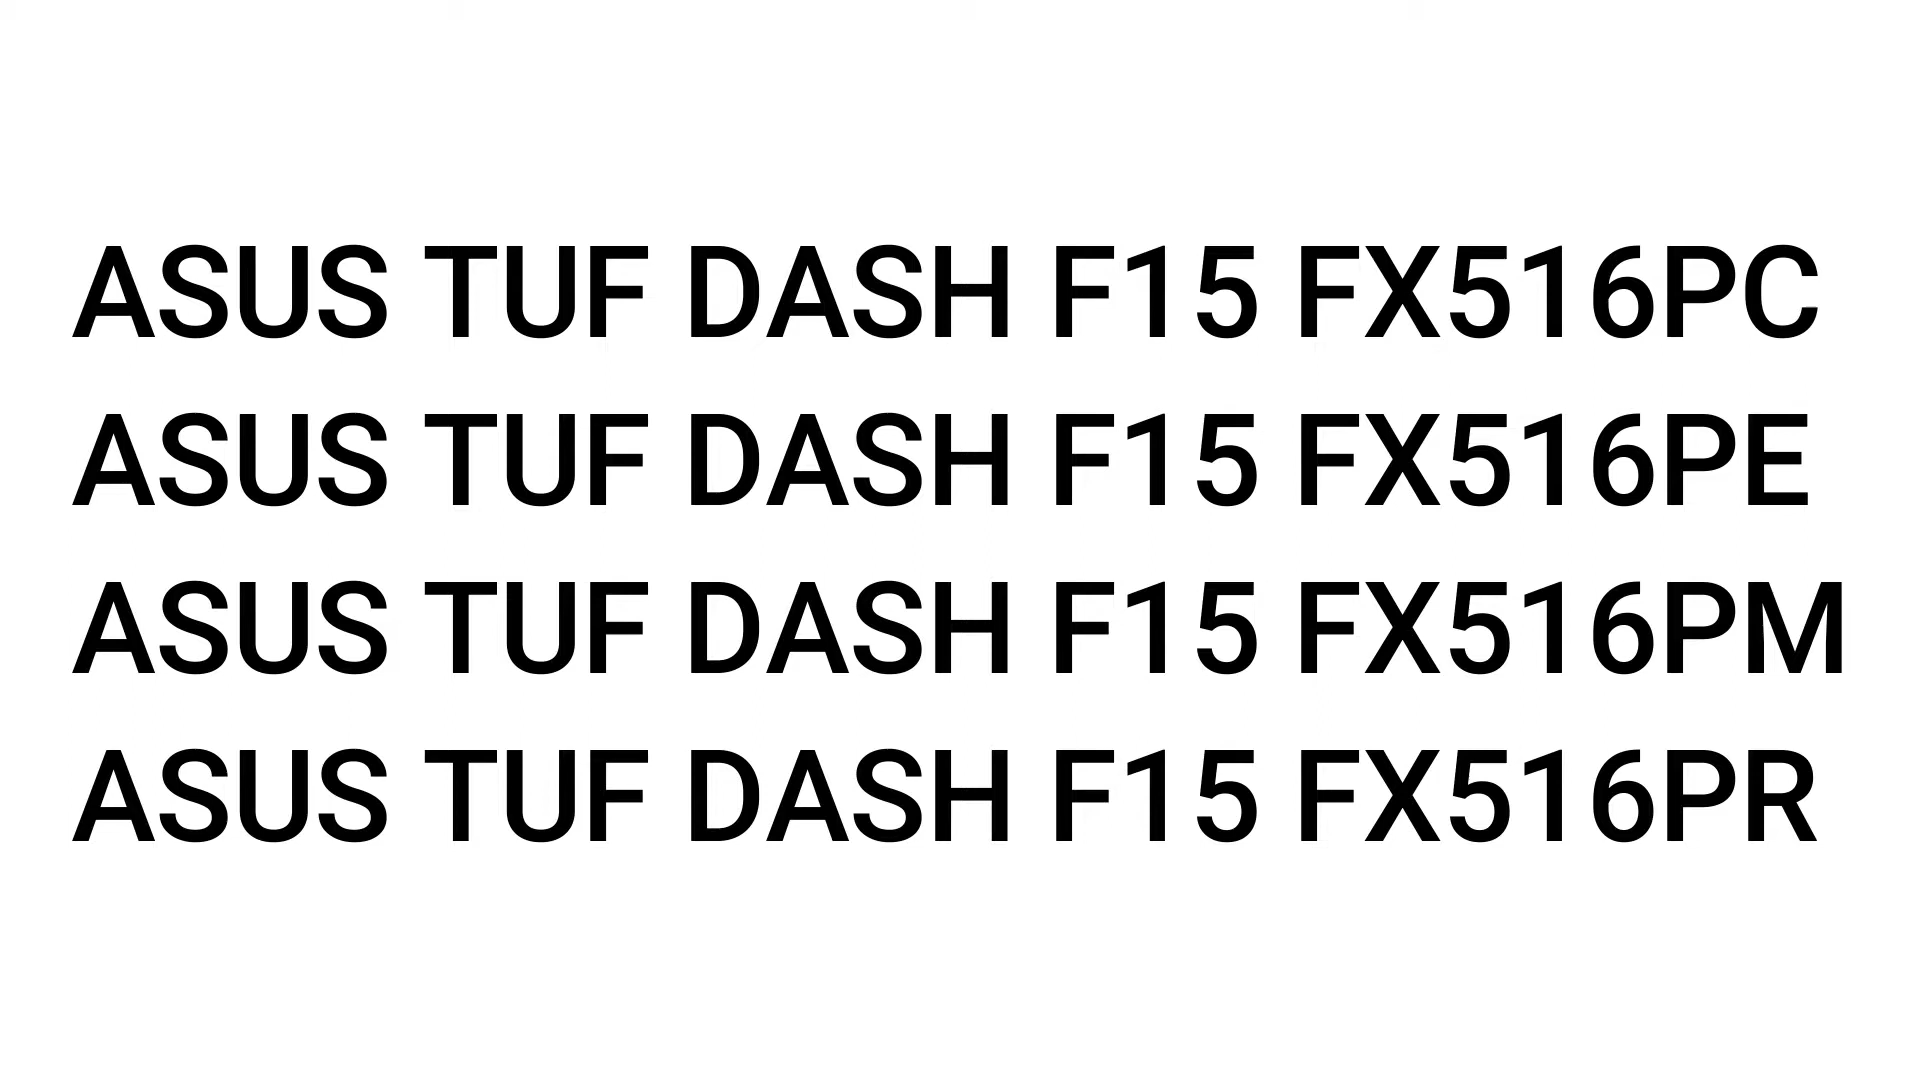 ASUS TUF DASH F15 FX516PC
ASUS TUF DASH F15 FX516PE
ASUS TUF DASH F15 FX516PM
ASUS TUF DASH F15 FX516PR